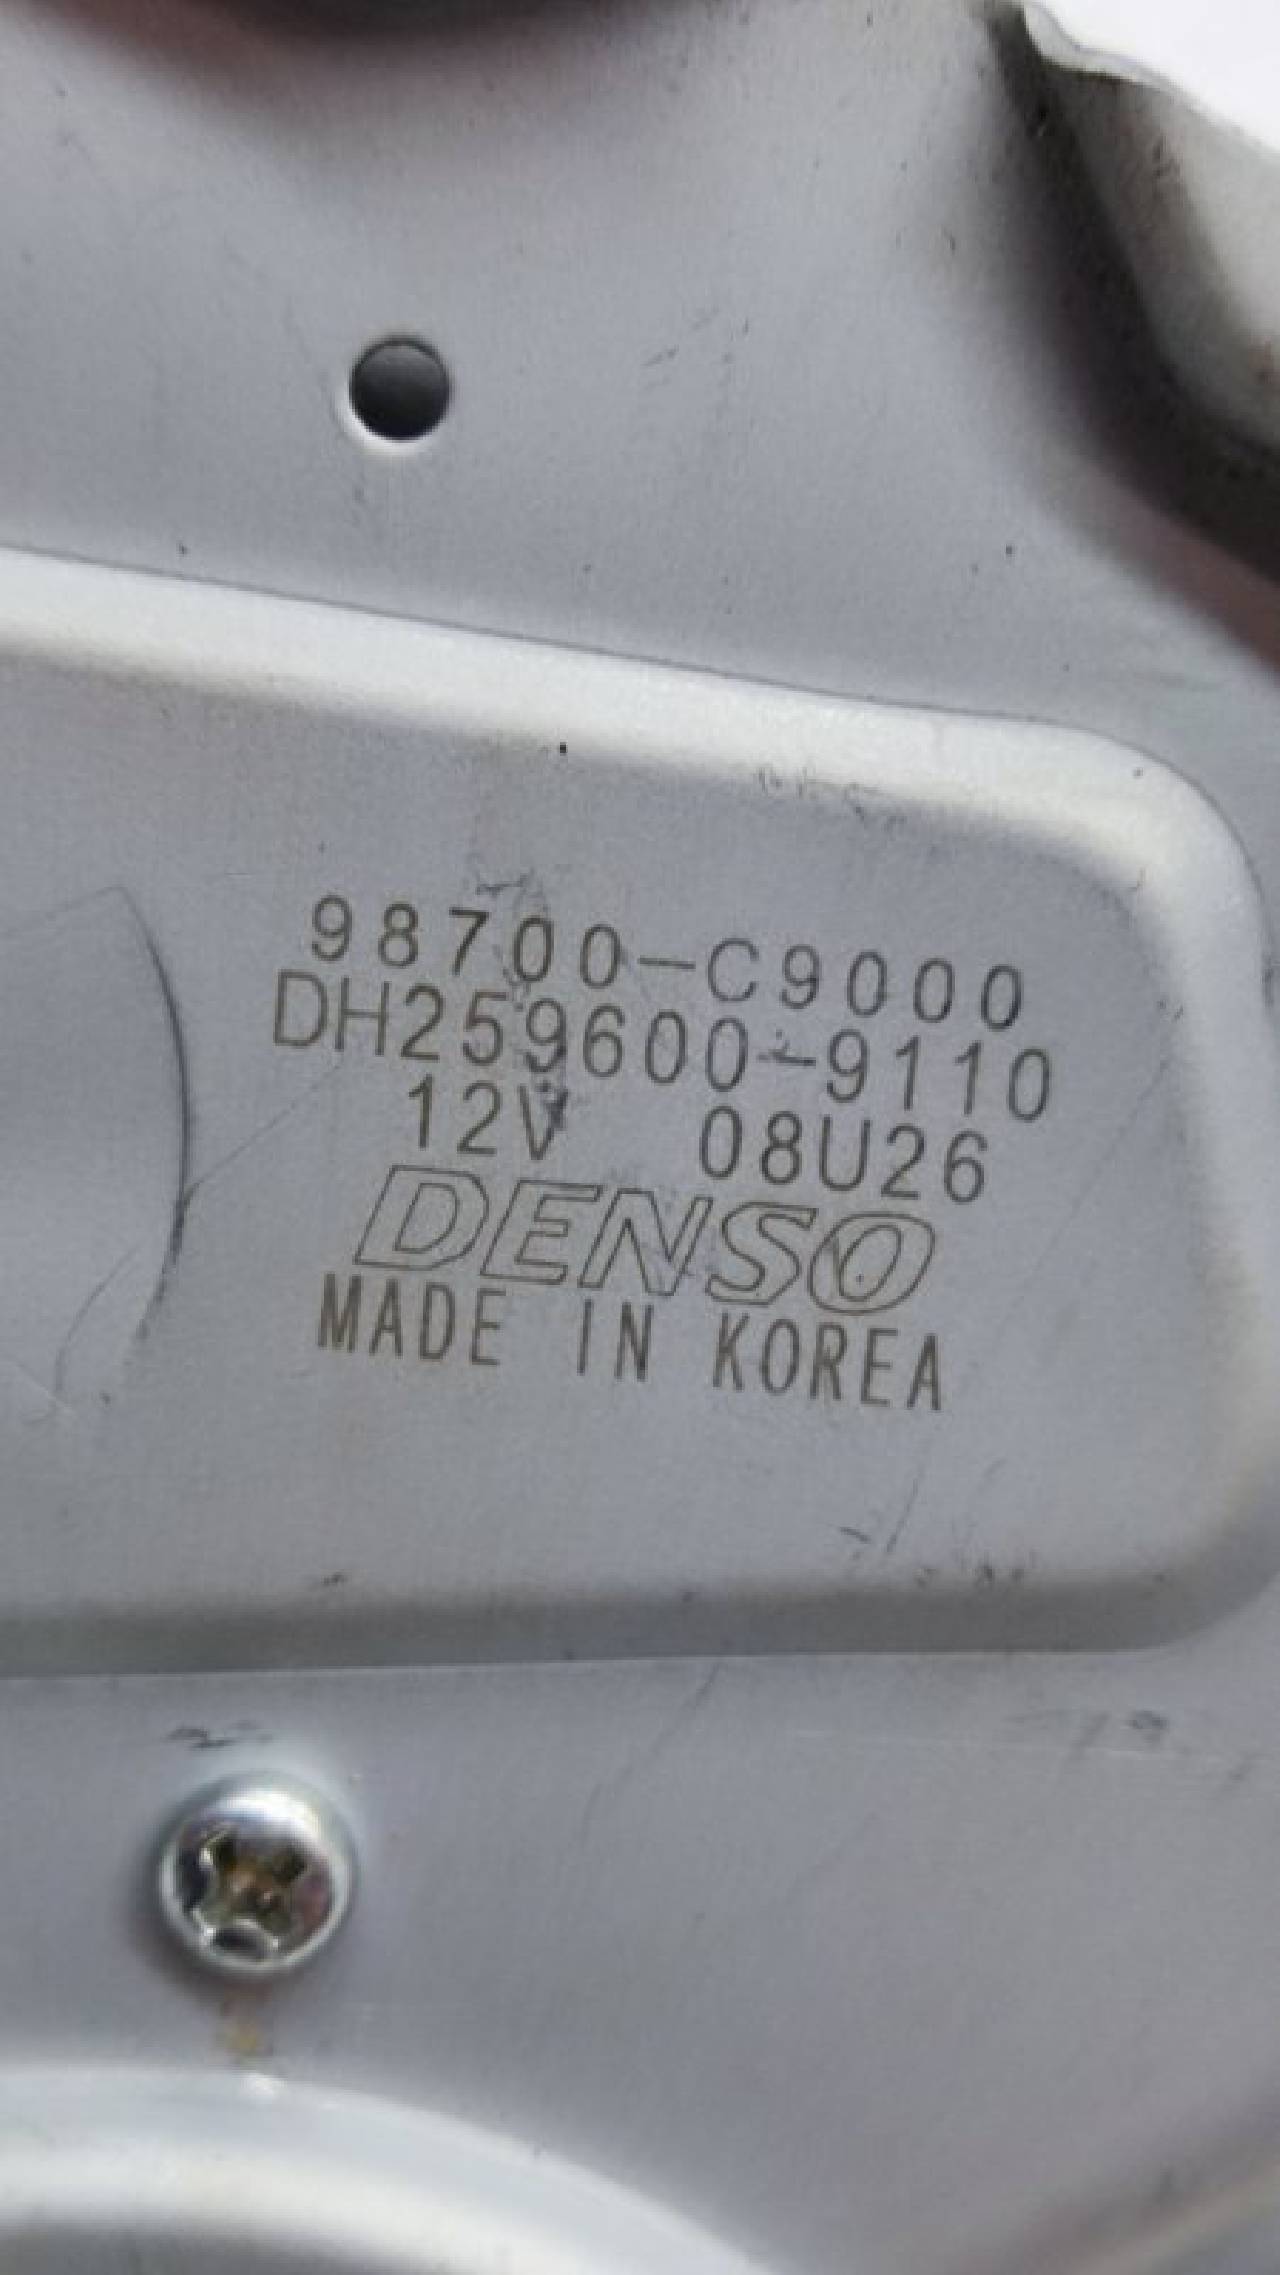 98700-C9000
DH259600-9110
12V 08U26
DENSO
MADE IN KOREA